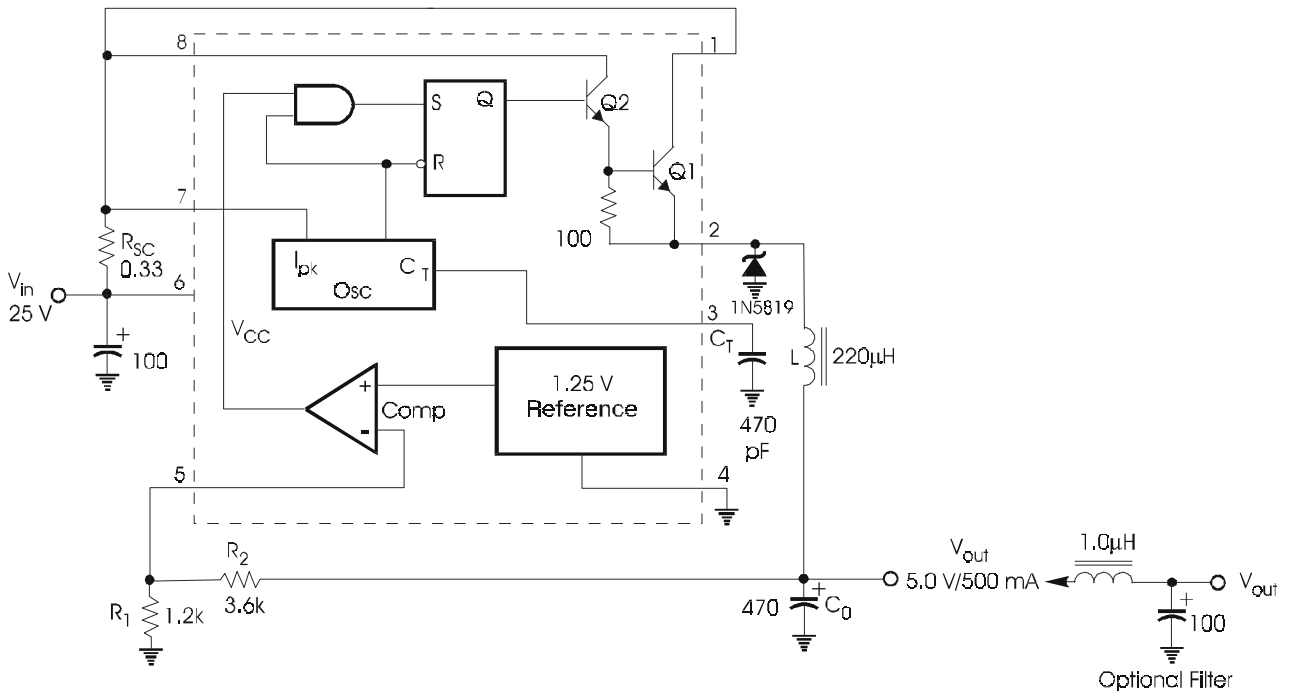 8
1
S
Q
Q2
R
Q1
7
100
2
RSC
0.33
Ipk
CT
Osc
Vin
25 V
6
1N5819
+
100
VCC
3
CT
L
220µH
+
Comp
-
1.25 V
Reference
470
pF
5
4
R2
3.6k
R1
1.2k
470
+
CO
Vout
5.0 V/500 mA
1.0µH
Vout
+
100
Optional Filter